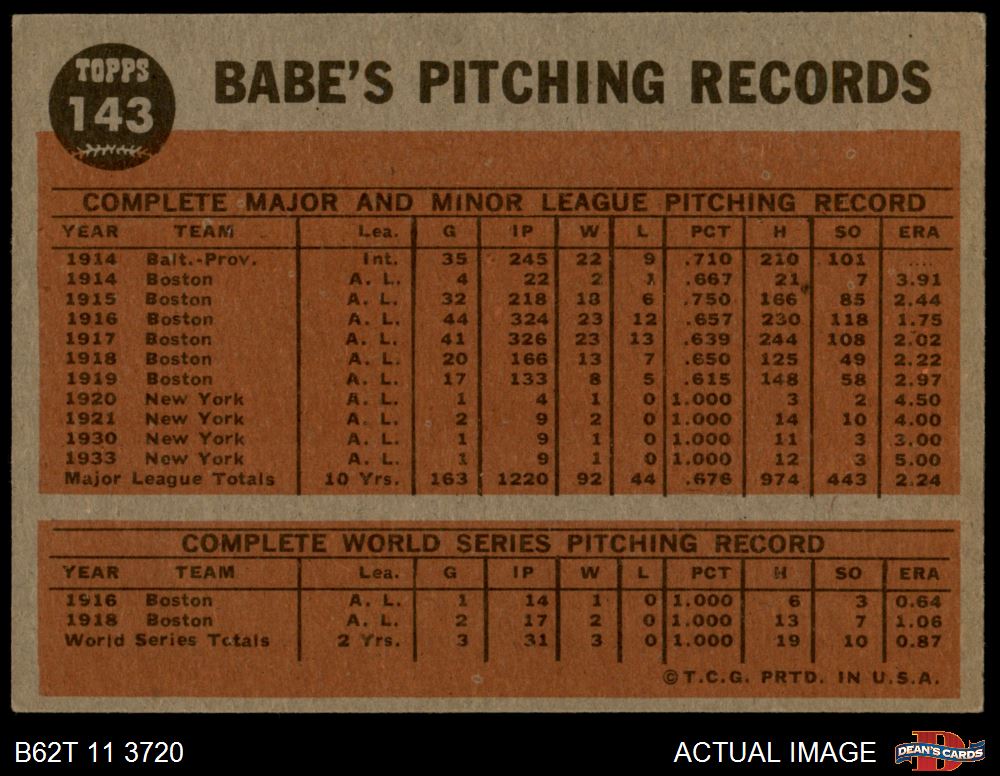 TOPPS
143
BABE'S PITCHING RECORDS
COMPLETE MAJOR AND MINOR LEAGUE PITCHING RECORD
YEAR TEAM Lea. G IP W L PCT H SO ERA
1914 Balt.-Prov. Int. 35 245 22 9 .710 210 101 ....
1914 Boston A. L. 4 22 2 1 .667 21 7 3.91
1915 Boston A. L. 32 218 18 6 .750 166 85 2.44
1916 Boston A. L. 44 324 23 12 .657 230 118 1.75
1917 Boston A. L. 41 326 23 13 .639 244 108 2.02
1918 Boston A. L. 20 166 13 7 .650 125 49 2.22
1919 Boston A. L. 17 133 8 5 .615 148 58 2.97
1920 New York A. L. 1 4 1 0 1.000 3 2 4.50
1921 New York A. L. 2 9 2 0 1.000 14 10 4.00
1930 New York A. L. 1 9 1 0 1.000 11 3 3.00
1933 New York A. L. 1 9 1 0 1.000 12 3 5.00
Major League Totals 10 Yrs. 163 1220 92 44 .676 974 443 2.24
COMPLETE WORLD SERIES PITCHING RECORD
YEAR TEAM Lea. G IP W L PCT H SO ERA
1916 Boston A. L. 1 14 1 0 1.000 6 3 0.64
1918 Boston A. L. 2 17 2 0 1.000 13 7 1.06
World Series Totals 2 Yrs. 3 31 3 0 1.000 19 10 0.87
©T.C.G. PRTD. IN U.S.A.
B62T 11 3720
ACTUAL IMAGE
D
DEAN'S CARDS